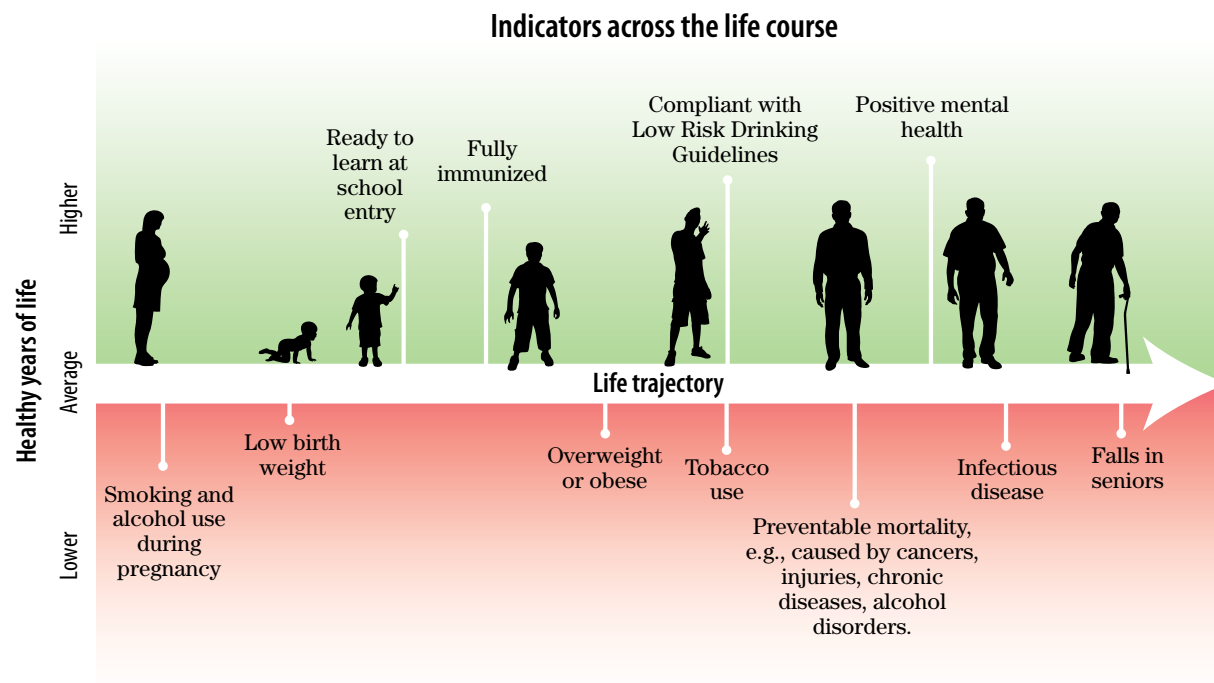 Indicators across the life course
Healthy years of life
Higher
Average
Lower
Ready to
learn at
school
entry
Fully
immunized
Compliant with
Low Risk Drinking
Guidelines
Positive mental
health
Life trajectory
Smoking and
alcohol use
during
pregnancy
Low birth
weight
Overweight
or obese
Tobacco
use
Preventable mortality,
e.g., caused by cancers,
injuries, chronic
diseases, alcohol
disorders.
Infectious
disease
Falls in
seniors